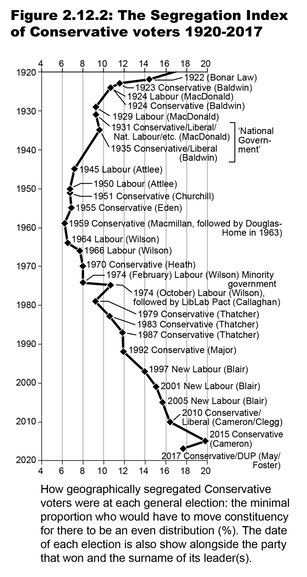 Figure 2.12.2: The Segregation Index
of Conservative voters 1920-2017
4 6 8 10 12 14 16 18 20
1920
1922 (Bonar Law)
1923 Conservative (Baldwin)
1924 Labour (MacDonald)
1924 Conservative (Baldwin)
1929 Labour (MacDonald)
1930
1931 Conservative/Liberal/
Nat. Labour/etc. (MacDonald)
1935 Conservative/Liberal
(Baldwin)
'National
Govern-
ment'
1940
1945 Labour (Attlee)
1950
1950 Labour (Attlee)
1951 Conservative (Churchill)
1955 Conservative (Eden)
1959 Conservative (Macmillan, followed by Douglas-
Home in 1963)
1960
1964 Labour (Wilson)
1966 Labour (Wilson)
1970
1970 Conservative (Heath)
1974 (February) Labour (Wilson) Minority
government
1974 (October) Labour (Wilson),
followed by LibLab Pact (Callaghan)
1979 Conservative (Thatcher)
1980
1983 Conservative (Thatcher)
1987 Conservative (Thatcher)
1990
1992 Conservative (Major)
1997 New Labour (Blair)
2000
2001 New Labour (Blair)
2005 New Labour (Blair)
2010
2010 Conservative/
Liberal (Cameron/Clegg)
2015 Conservative
(Cameron)
2017 Conservative/DUP (May/
Foster)
2020
4 6 8 10 12 14 16 18 20
How geographically segregated Conservative
voters were at each general election: the minimal
proportion who would have to move constituency
for there to be an even distribution (%). The date
of each election is also show alongside the party
that won and the surname of its leader(s).